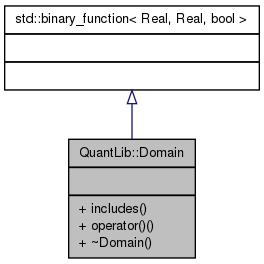 std::binary_function< Real, Real, bool >
QuantLib::Domain
+ includes()
+ operator()()
+ ~Domain()